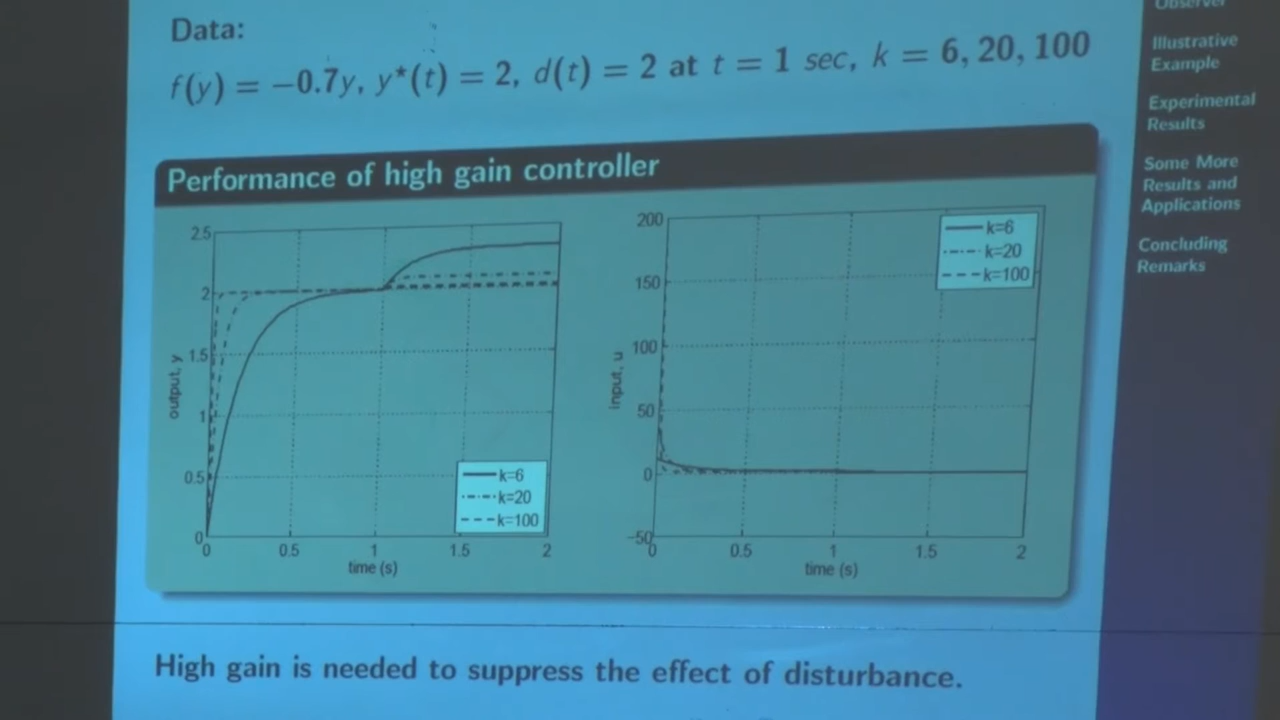 Data:
f(y) = −0.7y, y*(t) = 2, d(t) = 2 at t = 1 sec, k = 6, 20, 100
Performance of high gain controller
2.5
2
1.5
1
0.5
0
0
0.5
1
1.5
2
output, y
time (s)
k=6
k=20
k=100
200
150
100
50
0
−50
0
0.5
1
1.5
2
input, u
time (s)
k=6
k=20
k=100
High gain is needed to suppress the effect of disturbance.
Observer
Illustrative
Example
Experimental
Results
Some More
Results and
Applications
Concluding
Remarks